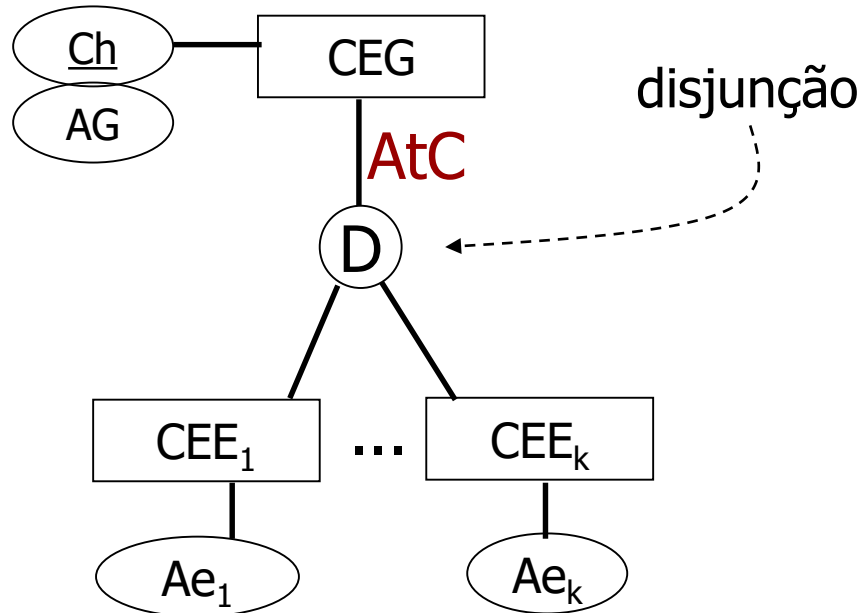 Ch
CEG
disjunção
AG
AtC
D
CEE₁ ... CEEₖ
Ae₁
Aeₖ